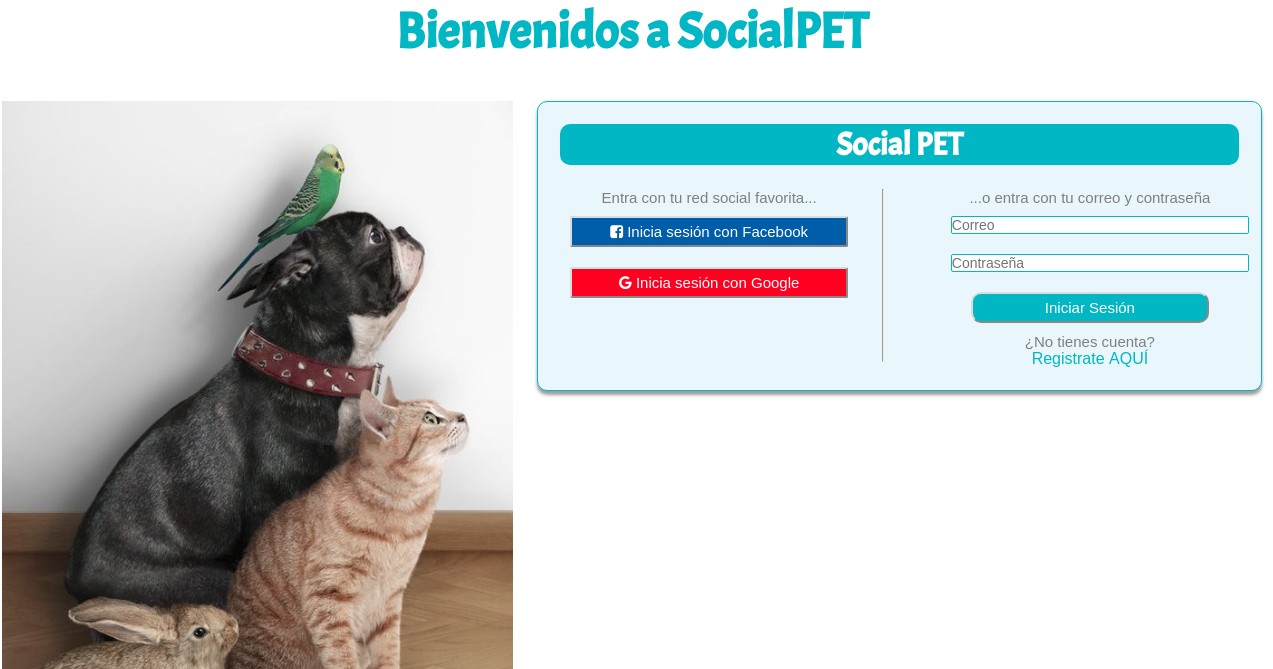 Bienvenidos a SocialPET
Social PET
Entra con tu red social favorita...
Inicia sesión con Facebook
Inicia sesión con Google
...o entra con tu correo y contraseña
Correo
Contraseña
Iniciar Sesión
¿No tienes cuenta?
Registrate AQUÍ